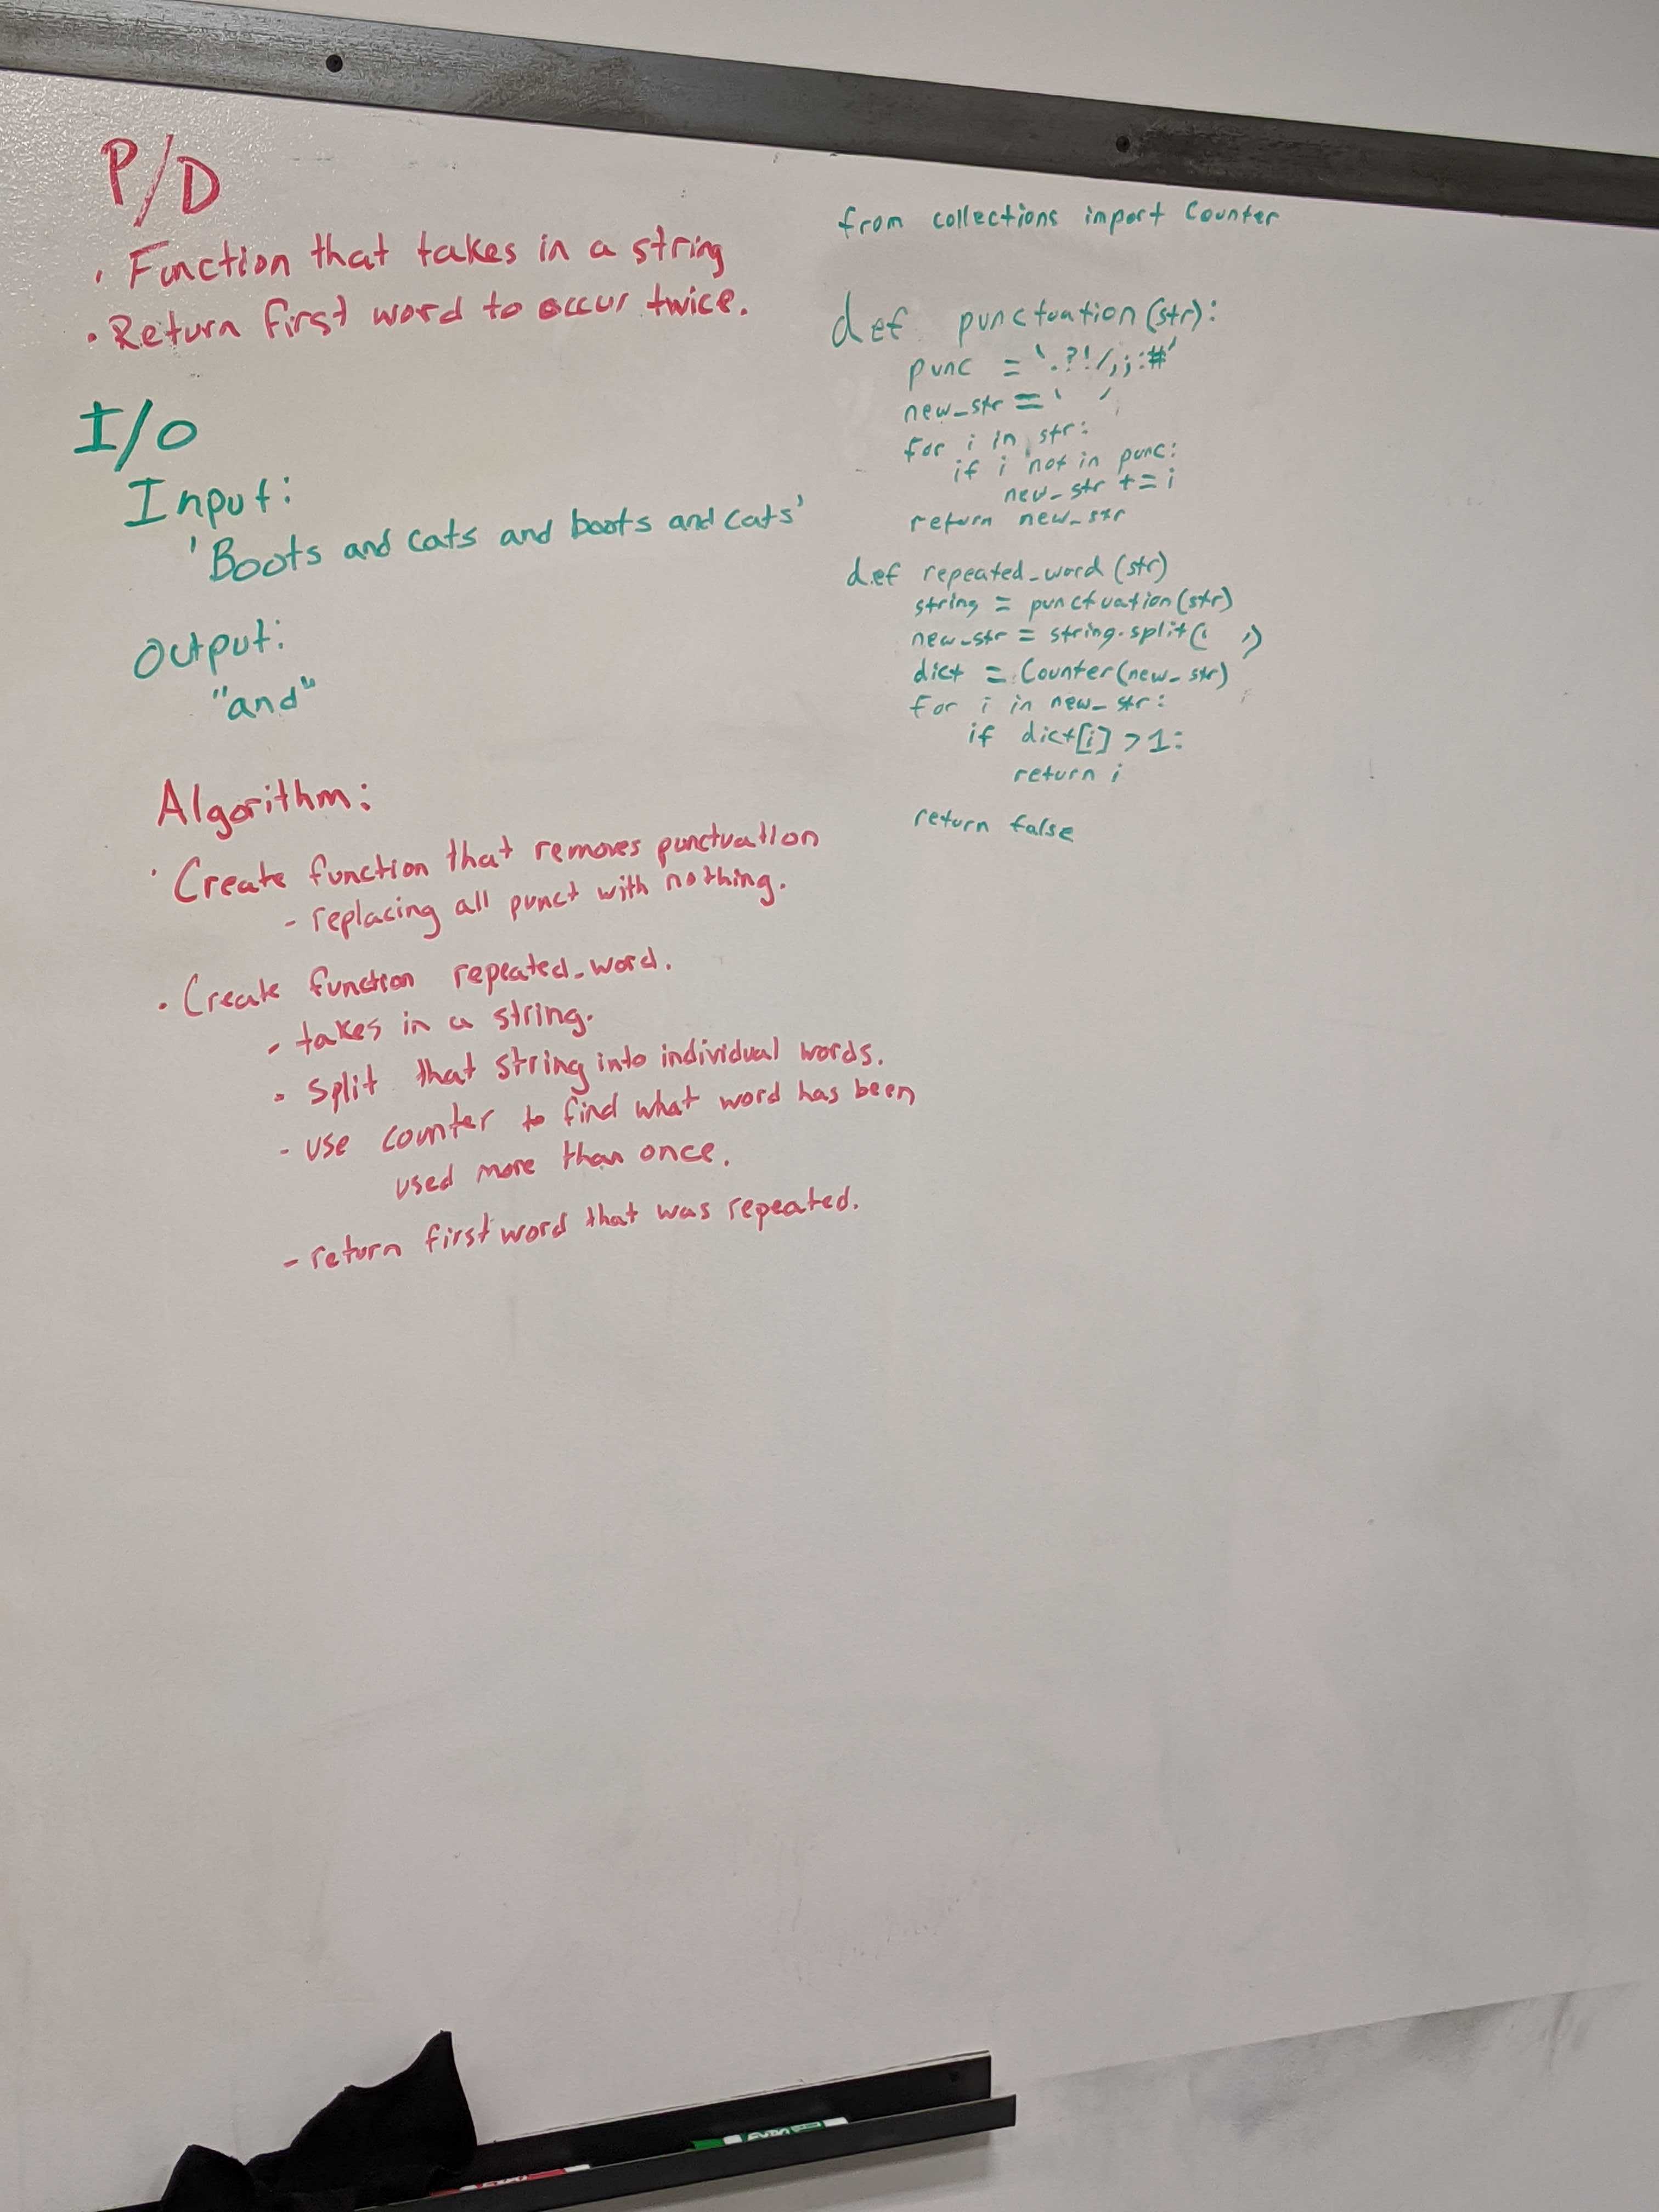 P/D
• Function that takes in a string
• Return first word to occur twice.
I/O
Input:
'Boots and cats and boots and cats'
Output:
"and"
Algorithm:
• Create function that removes punctuation
- replacing all punct with nothing.
• Create function repeated_word.
- takes in a string.
- Split that string into individual words.
- use counter to find what word has been
used more than once.
- return first word that was repeated.
from collections import Counter
def punctuation(str):
punc = '.?!/,;:#'
new_str = ' '
for i in str:
if i not in punc:
new_str += i
return new_str
def repeated_word(str)
string = punctuation(str)
new_str = string.split(' ')
dict = Counter(new_str)
for i in new_str:
if dict[i] > 1:
return i
return false